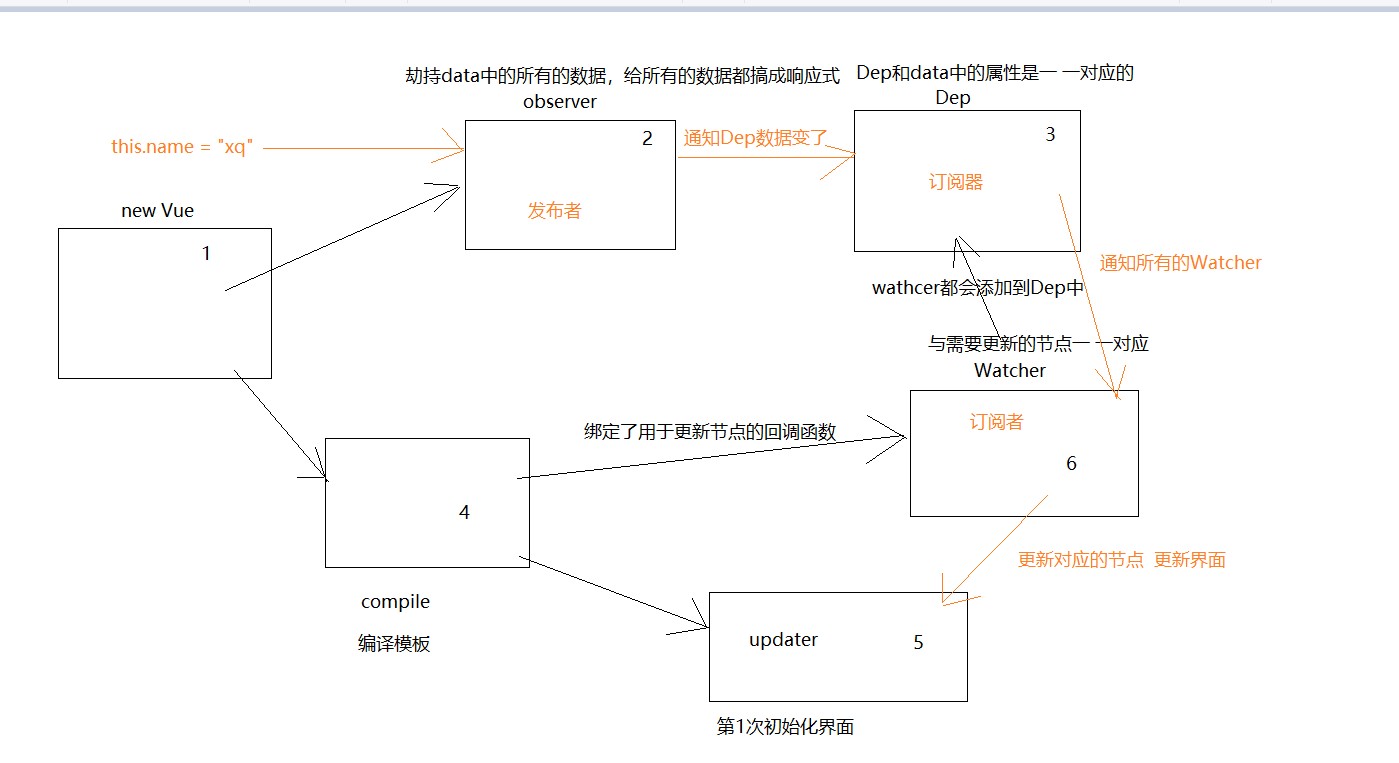 劫持data中的所有的数据，给所有的数据都搞成响应式
observer
Dep和data中的属性是一 一对应的
Dep
this.name = "xq"
2
通知Dep数据变了
3
发布者
订阅器
new Vue
1
通知所有的Watcher
wathcer都会添加到Dep中
与需要更新的节点一 一对应
Watcher
绑定了用于更新节点的回调函数
订阅者
6
4
更新对应的节点 更新界面
compile
编译模板
updater
5
第1次初始化界面